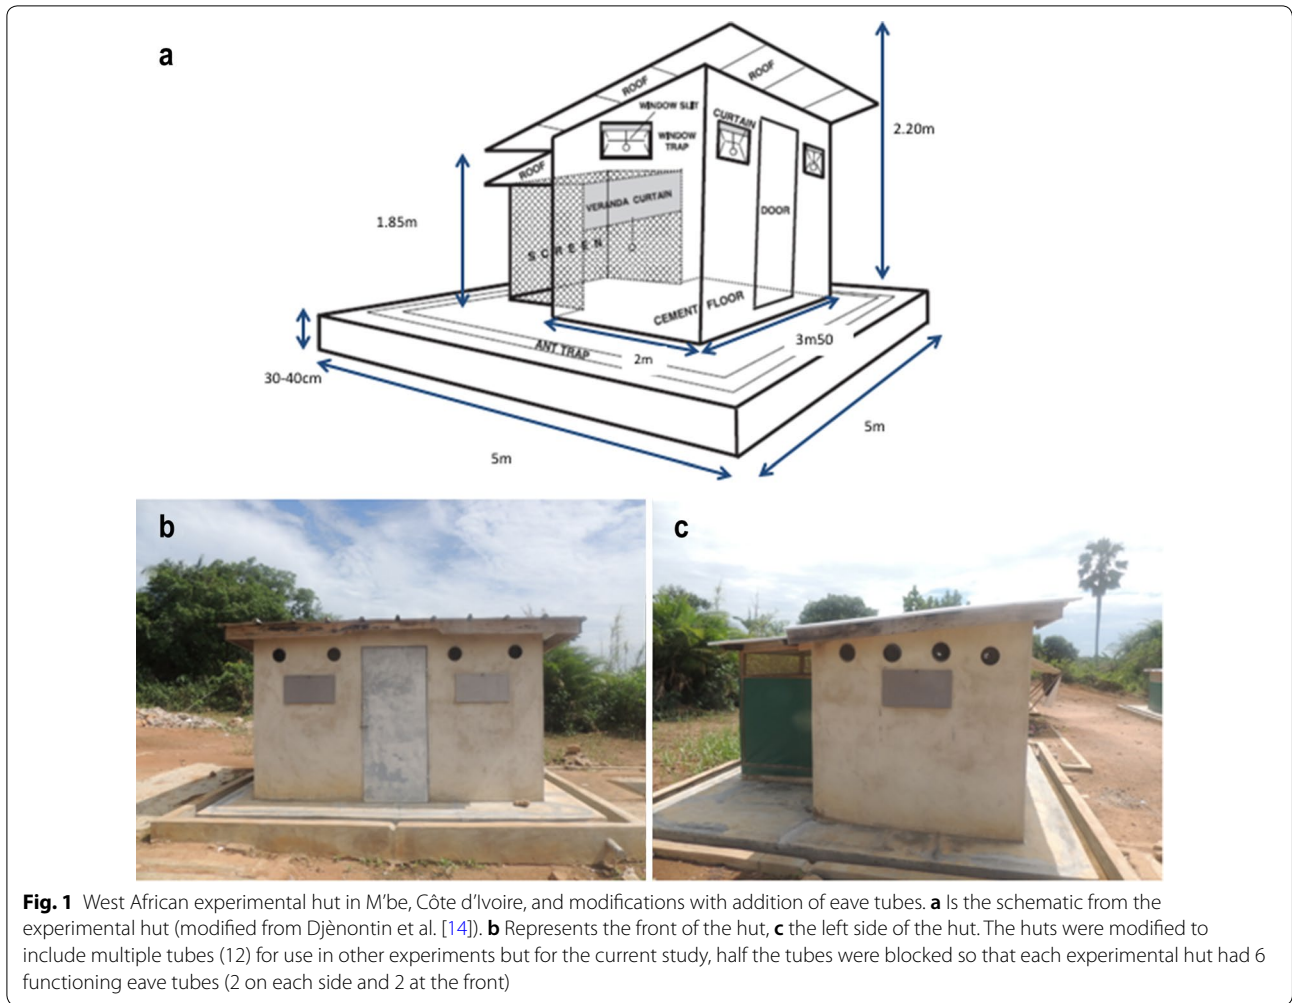 a
ROOF
ROOF
WINDOW SLIT
CURTAIN
WINDOW
TRAP
2.20m
ROOF
VERANDA CURTAIN
1.85m
DOOR
SCREEN
CEMENT FLOOR
3m50
ANT TRAP
2m
30-40cm
5m
5m
b
c
Fig. 1 West African experimental hut in M'be, Côte d'Ivoire, and modifications with addition of eave tubes. a Is the schematic from the
experimental hut (modified from Djènontin et al. [14]). b Represents the front of the hut, c the left side of the hut. The huts were modified to
include multiple tubes (12) for use in other experiments but for the current study, half the tubes were blocked so that each experimental hut had 6
functioning eave tubes (2 on each side and 2 at the front)